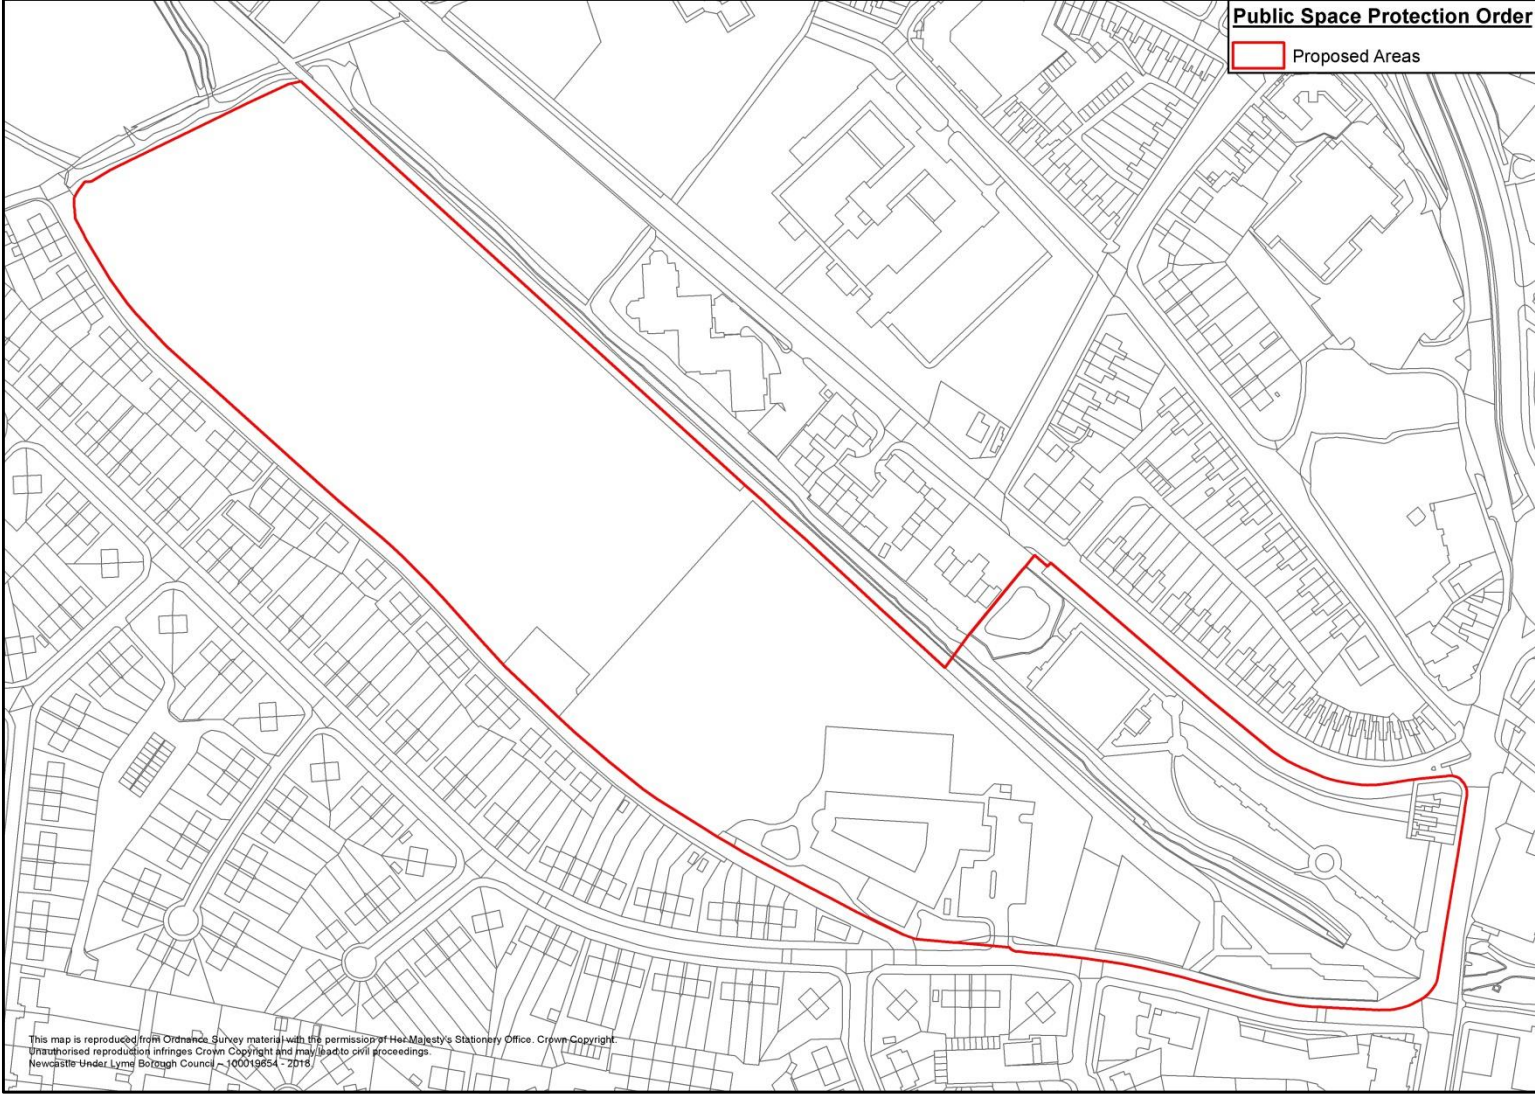 Public Space Protection Order
Proposed Areas
This map is reproduced from Ordnance Survey material with the permission of Her Majesty's Stationery Office. Crown Copyright.
Unauthorised reproduction infringes Crown Copyright and may lead to civil proceedings.
Newcastle Under Lyme Borough Council - 100019654 - 2018